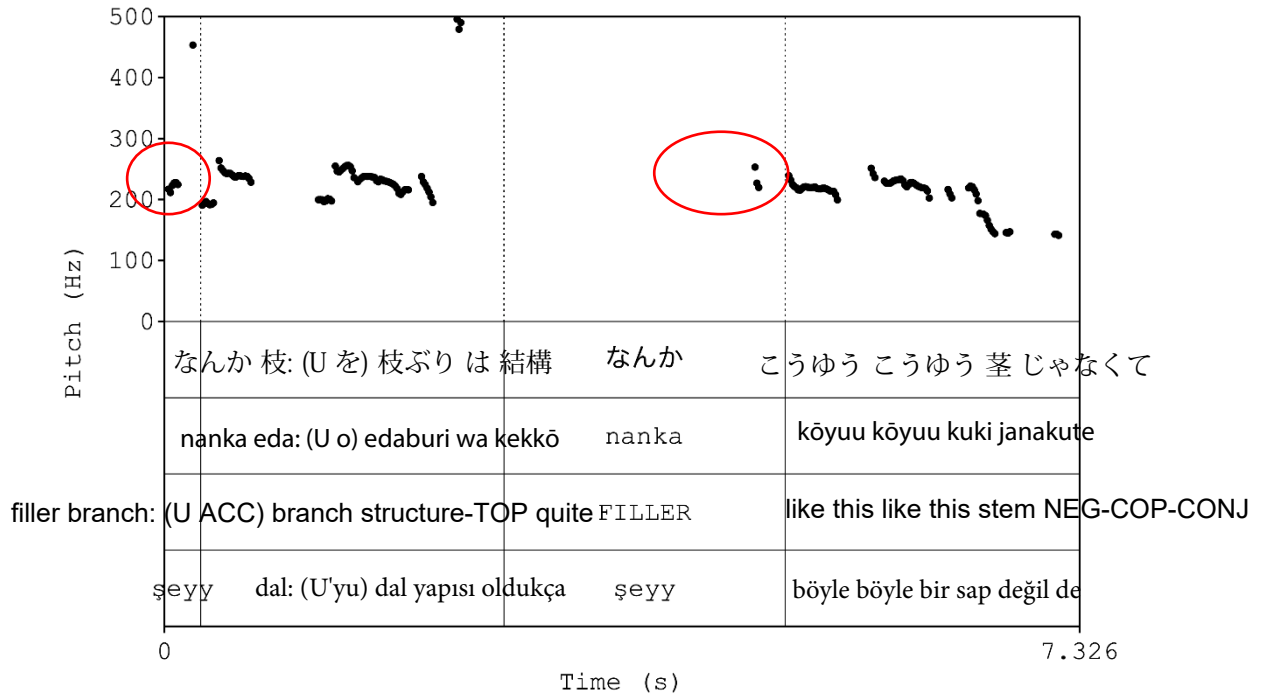 500
400
300
200
100
0
Pitch (Hz)
なんか 枝: (U を) 枝ぶり は 結構 なんか こうゆう こうゆう 茎 じゃなくて
nanka eda: (U o) edaburi wa kekkō nanka kōyuu kōyuu kuki janakute
filler branch: (U ACC) branch structure-TOP quite FILLER like this like this stem NEG-COP-CONJ
şeyy dal: (U'yu) dal yapısı oldukça şeyy böyle böyle bir sap değil de
0 7.326
Time (s)